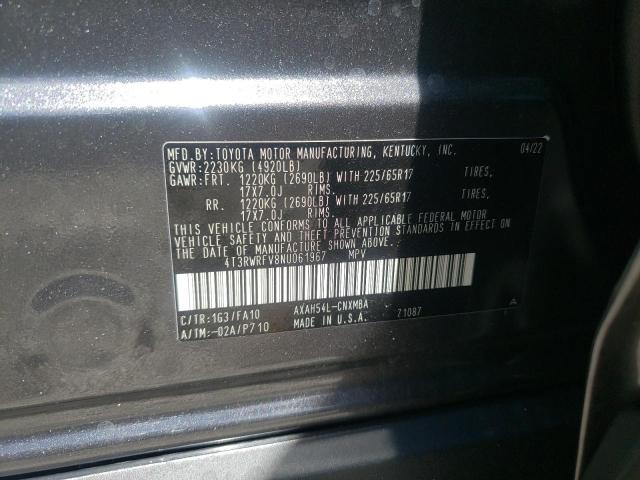 MFD.BY:TOYOTA MOTOR MANUFACTURING, KENTUCKY, INC. 04/22
GVWR:2230KG (4920LB)
GAWR:FRT. 1220KG (2690LB) WITH 225/65R17 TIRES,
17X7.0J RIMS.
RR. 1220KG (2690LB) WITH 225/65R17 TIRES,
17X7.0J RIMS.
THIS VEHICLE CONFORMS TO ALL APPLICABLE FEDERAL MOTOR
VEHICLE SAFETY AND THEFT PREVENTION STANDARDS IN EFFECT ON
THE DATE OF MANUFACTURE SHOWN ABOVE.
4T3RWRFV8NU061967 MPV
C/TR:1G3/FA10 AXAH54L-CNXMBA 71087
A/TM:-02A/P710 MADE IN U.S.A.